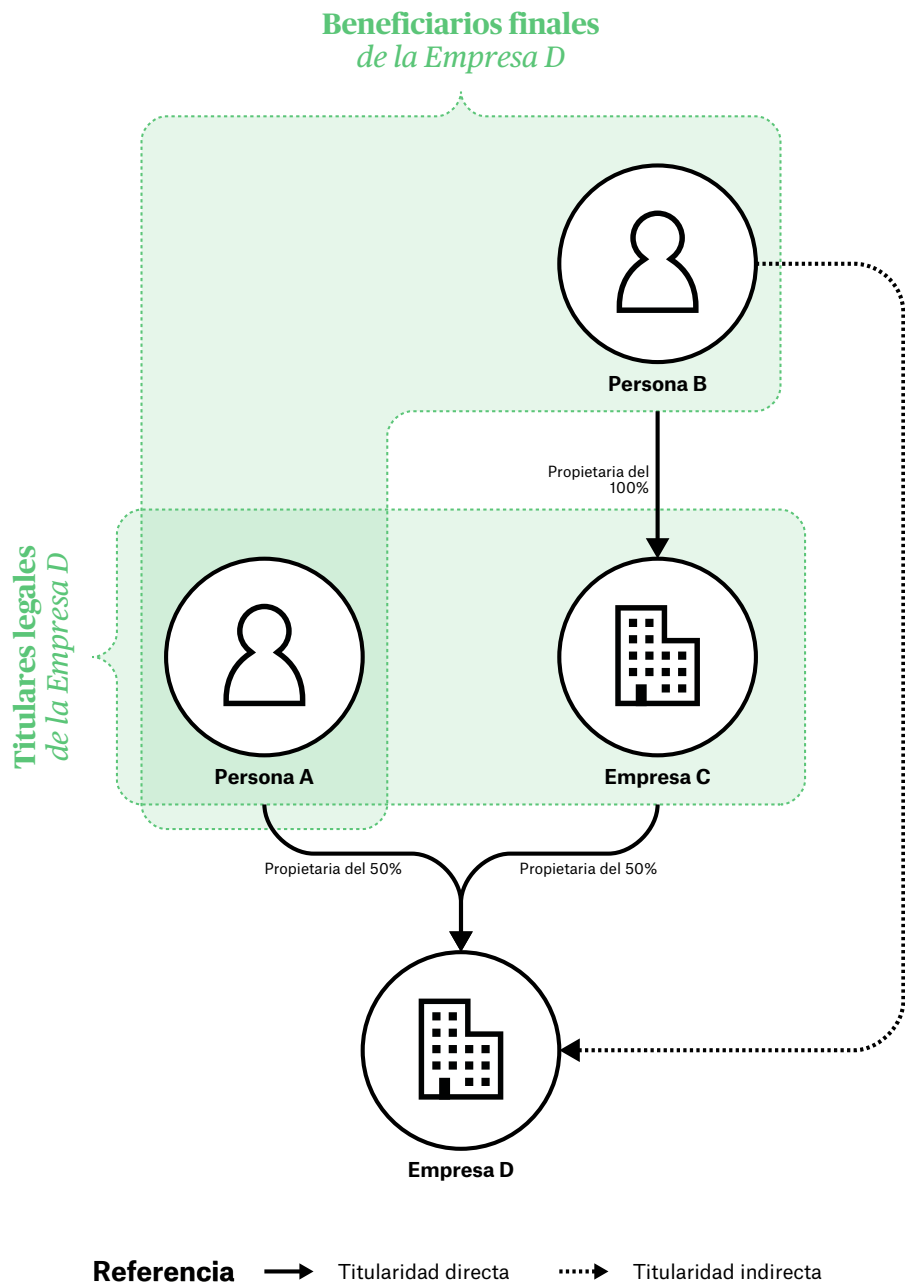 Beneficiarios finales
de la Empresa D
Persona B
Propietaria del
100%
Titulares legales
de la Empresa D
Persona A
Empresa C
Propietaria del 50%
Propietaria del 50%
Empresa D
Referencia
Titularidad directa
Titularidad indirecta